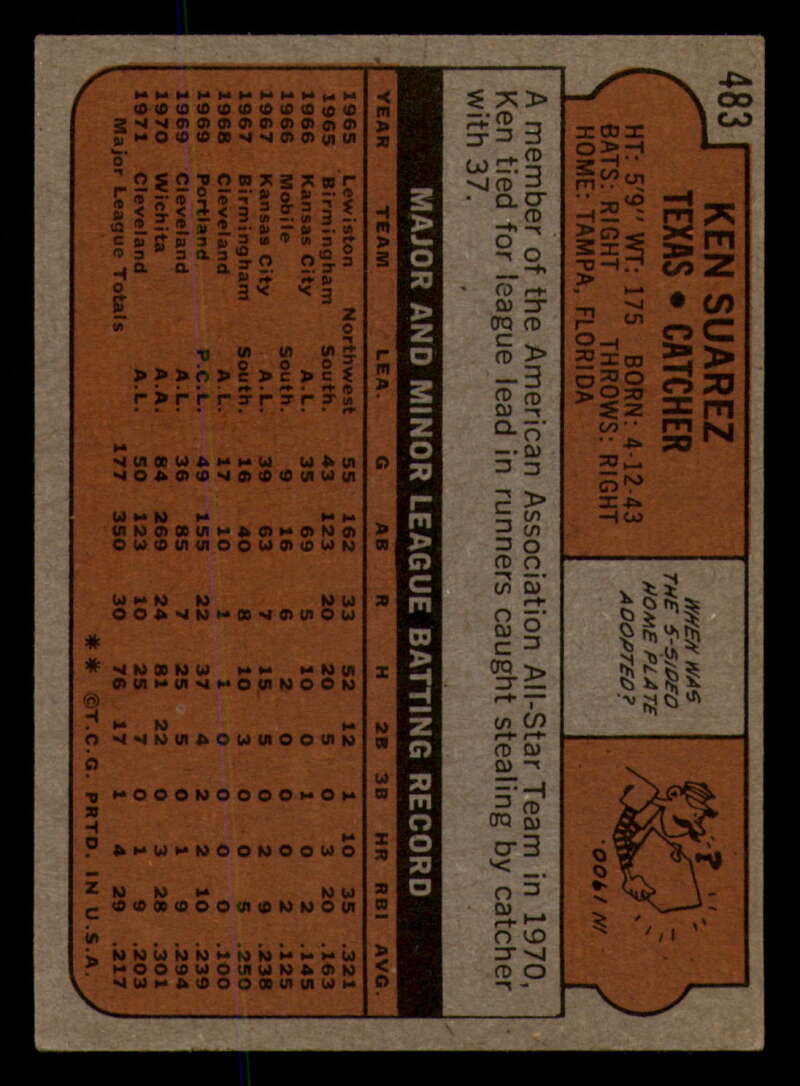 483
KEN SUAREZ
TEXAS • CATCHER
HT: 5'9" WT: 175 BORN: 4-12-43
BATS: RIGHT THROWS: RIGHT
HOME: TAMPA, FLORIDA
WHEN WAS
THE 5-SIDED
HOME PLATE
ADOPTED?
?
IN 1900.
A member of the American Association All-Star Team in 1970,
Ken tied for league lead in runners caught stealing by catcher
with 37.
MAJOR AND MINOR LEAGUE BATTING RECORD
YEAR TEAM LEA. G AB R H 2B 3B HR RBI AVG.
1965 Lewiston Northwest 55 162 33 52 12 1 10 35 .321
1965 Birmingham South. 43 123 20 20 5 0 3 20 .163
1966 Kansas City A.L. 35 69 5 10 0 1 0 2 .145
1966 Mobile South. 9 16 6 2 0 0 0 2 .125
1967 Kansas City A.L. 39 63 7 15 5 0 2 9 .238
1967 Birmingham South. 16 40 8 10 3 0 0 5 .250
1968 Cleveland A.L. 17 10 1 1 0 0 0 0 .100
1969 Portland P.C.L. 49 155 22 37 4 2 2 10 .239
1969 Cleveland A.L. 36 85 7 25 5 0 1 9 .294
1970 Wichita A.A. 84 269 24 81 22 0 3 28 .301
1971 Cleveland A.L. 50 123 10 25 7 0 1 9 .203
Major League Totals 177 350 30 76 17 1 4 29 .217
** ©T.C.G. PRTD. IN U.S.A.